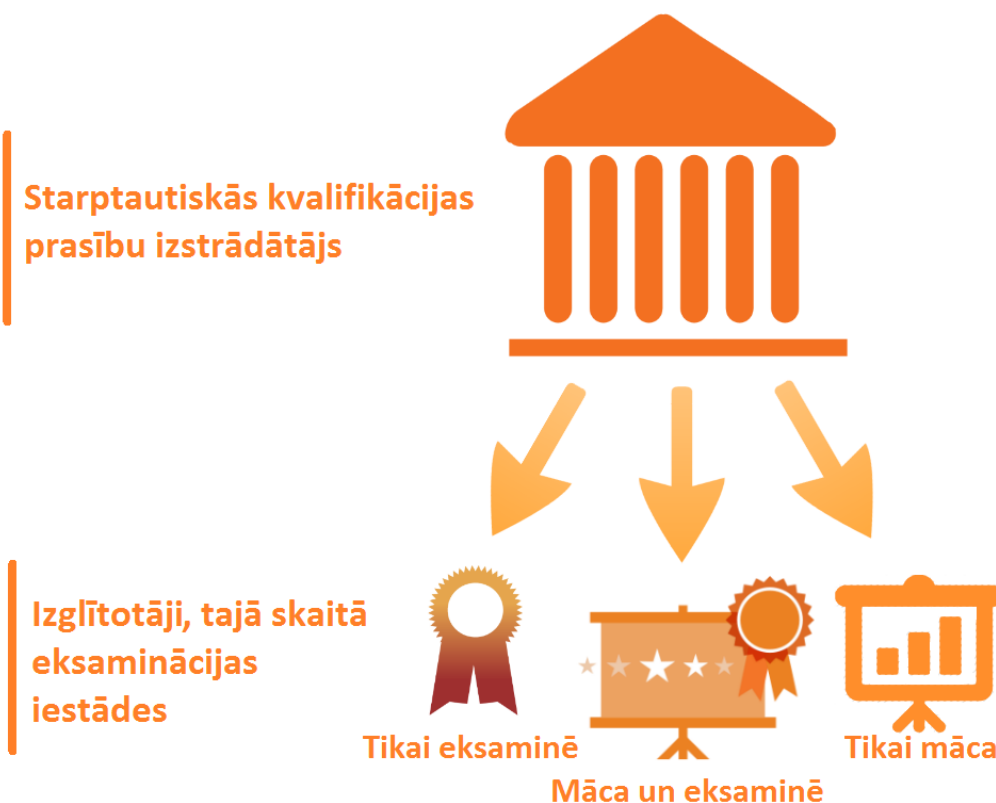 Starptautiskās kvalifikācijas
prasību izstrādātājs
Izglītotāji, tajā skaitā
eksaminācijas
iestādes
Tikai eksaminē
Māca un eksaminē
Tikai māca